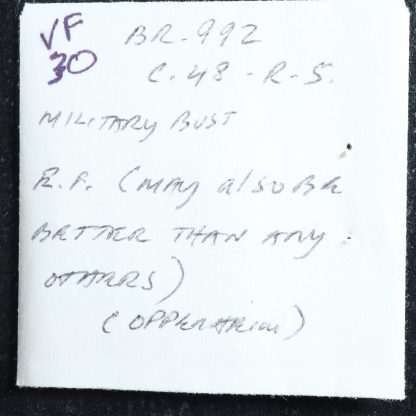 VF
30
BR-992
C.48-R-5.
MILITARY BUST
R.F. (MAY ALSO BE
BETTER THAN ANY
OTHERS)
(OPPENHEIM)